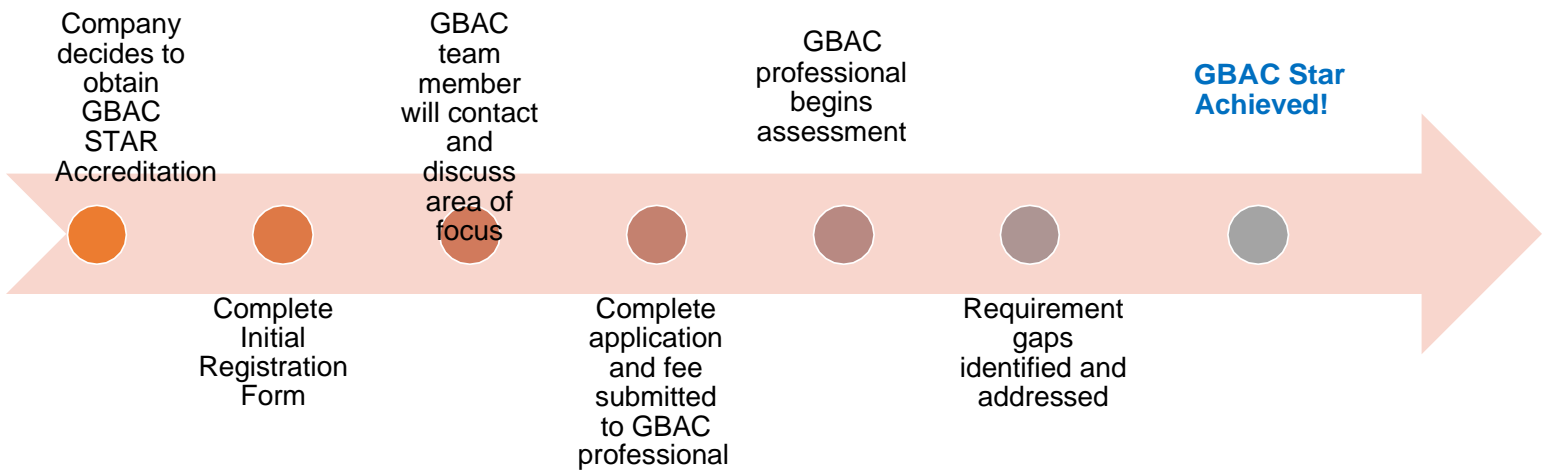 Company
decides to
obtain
GBAC
STAR
Accreditation
Complete
Initial
Registration
Form
GBAC
team
member
will contact
and
discuss
area of
focus
Complete
application
and fee
submitted
to GBAC
professional
GBAC
professional
begins
assessment
Requirement
gaps
identified and
addressed
GBAC Star
Achieved!